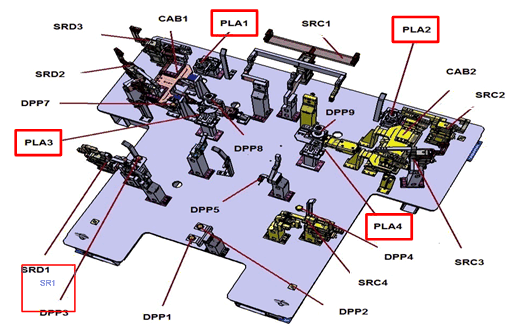 SRD3
CAB1
PLA1
SRC1
PLA2
SRD2
CAB2
DPP7
SRC2
PLA3
DPP8
DPP9
DPP5
PLA4
SRD1
SR1
DPP4
SRC3
SRC4
DPP3
DPP1
DPP2